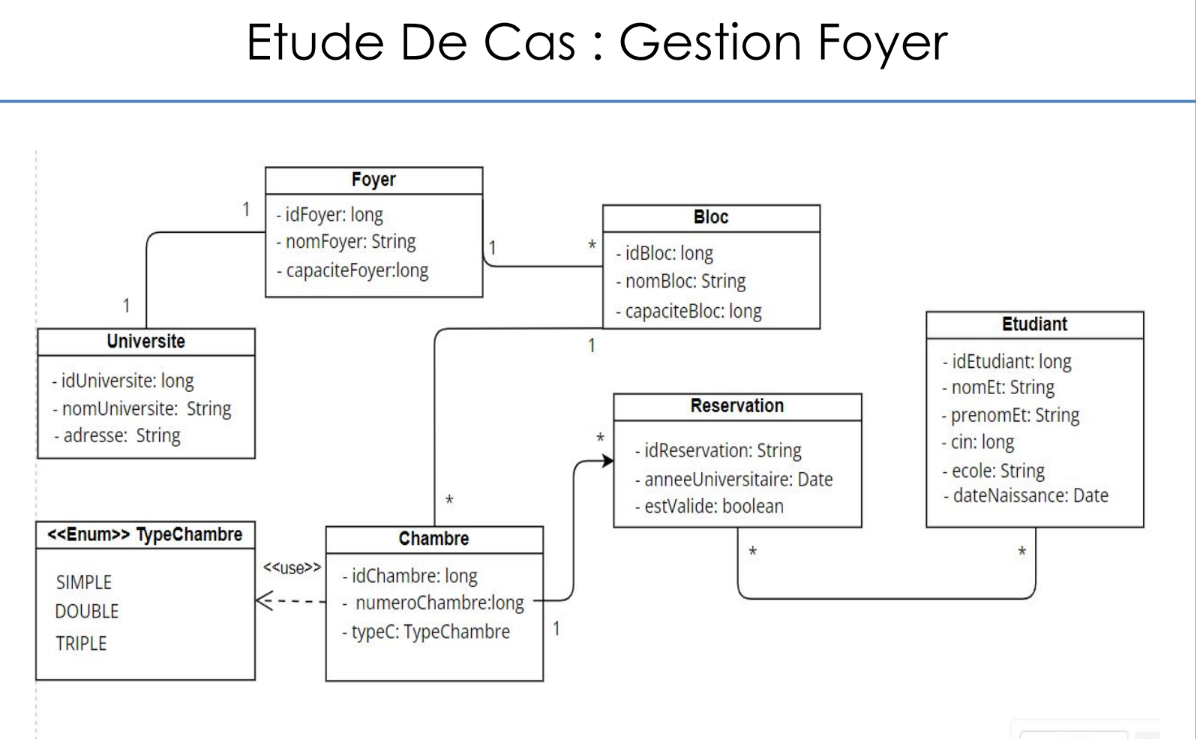 Etude De Cas : Gestion Foyer
Foyer
- idFoyer: long
- nomFoyer: String
- capaciteFoyer:long
1
1
1
*
Bloc
- idBloc: long
- nomBloc: String
- capaciteBloc: long
1
*
Universite
- idUniversite: long
- nomUniversite: String
- adresse: String
Etudiant
- idEtudiant: long
- nomEt: String
- prenomEt: String
- cin: long
- ecole: String
- dateNaissance: Date
*
Reservation
- idReservation: String
- anneeUniversitaire: Date
- estValide: boolean
*
*
<<Enum>> TypeChambre
SIMPLE
DOUBLE
TRIPLE
<<use>>
Chambre
- idChambre: long
- numeroChambre:long
- typeC: TypeChambre
1